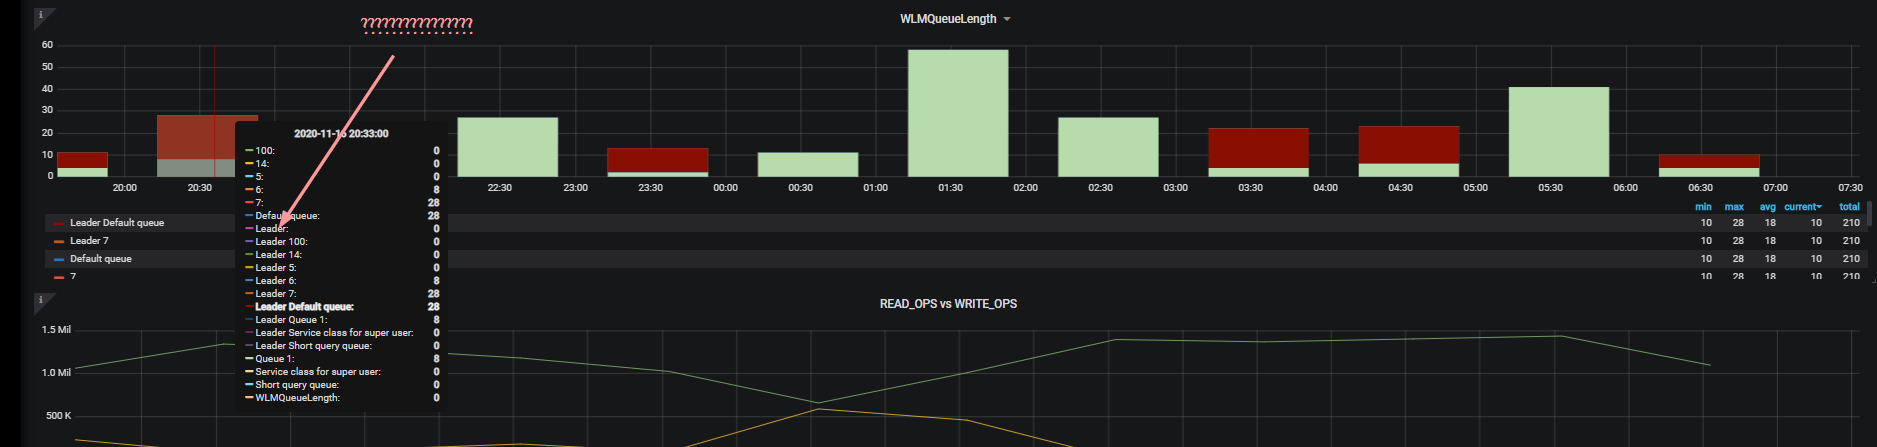 i
????????????????
WLMQueueLength
60
50
40
30
20
10
0
20:00 20:30 22:30 23:00 23:30 00:00 00:30 01:00 01:30 02:00 02:30 03:00 03:30 04:00 04:30 05:00 05:30 06:00 06:30 07:00 07:30
2020-11-16 20:33:00
100: 0
14: 0
5: 0
6: 8
7: 28
Default queue: 28
Leader: 0
Leader 100: 0
Leader 14: 0
Leader 5: 0
Leader 6: 8
Leader 7: 28
Leader Default queue: 28
Leader Queue 1: 8
Leader Service class for super user: 0
Leader Short query queue: 0
Queue 1: 8
Service class for super user: 0
Short query queue: 0
WLMQueueLength: 0
min max avg current total
Leader Default queue 10 28 18 10 210
Leader 7 10 28 18 10 210
Default queue 10 28 18 10 210
7 10 28 18 10 210
i
READ_OPS vs WRITE_OPS
1.5 Mil
1.0 Mil
500 K